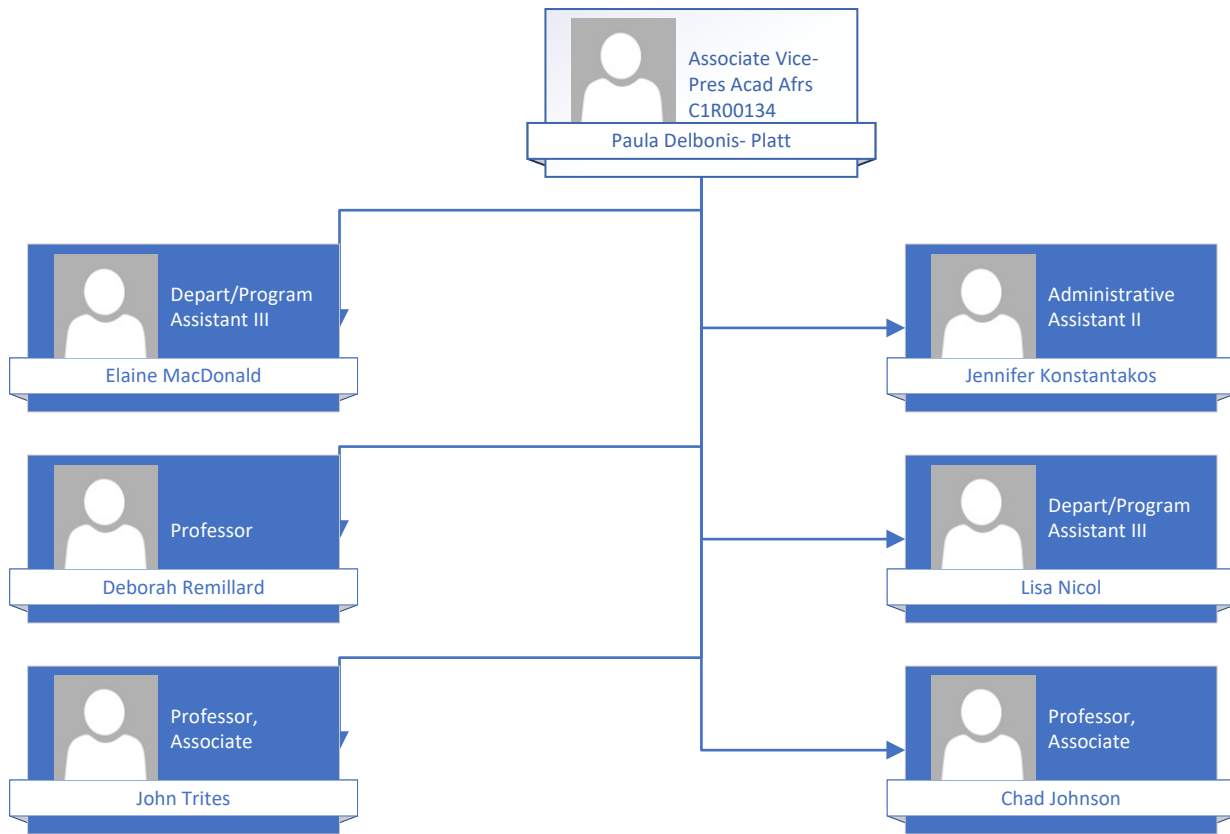 Associate Vice-
Pres Acad Afrs
C1R00134
Paula Delbonis- Platt
Depart/Program
Assistant III
Elaine MacDonald
Administrative
Assistant II
Jennifer Konstantakos
Professor
Deborah Remillard
Depart/Program
Assistant III
Lisa Nicol
Professor,
Associate
John Trites
Professor,
Associate
Chad Johnson